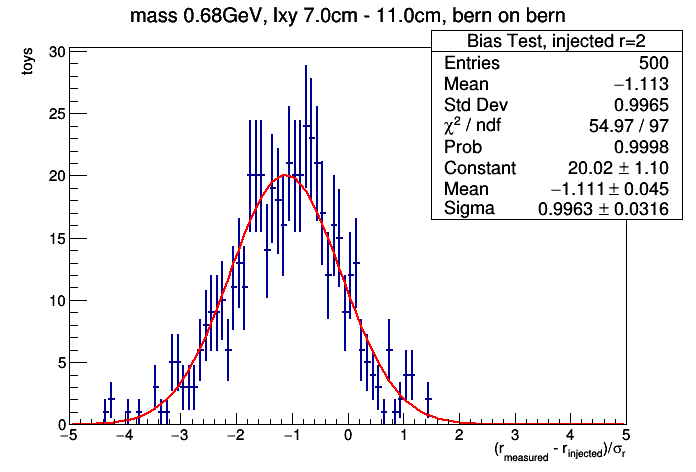 mass 0.68GeV, lxy 7.0cm - 11.0cm, bern on bern
Bias Test, injected r=2
Entries 500
Mean −1.113
Std Dev 0.9965
χ² / ndf 54.97 / 97
Prob 0.9998
Constant 20.02 ± 1.10
Mean −1.111 ± 0.045
Sigma 0.9963 ± 0.0316
toys
30
25
20
15
10
5
0
−5 −4 −3 −2 −1 0 1 2 3 4 5
(r_measured - r_injected)/σ_r